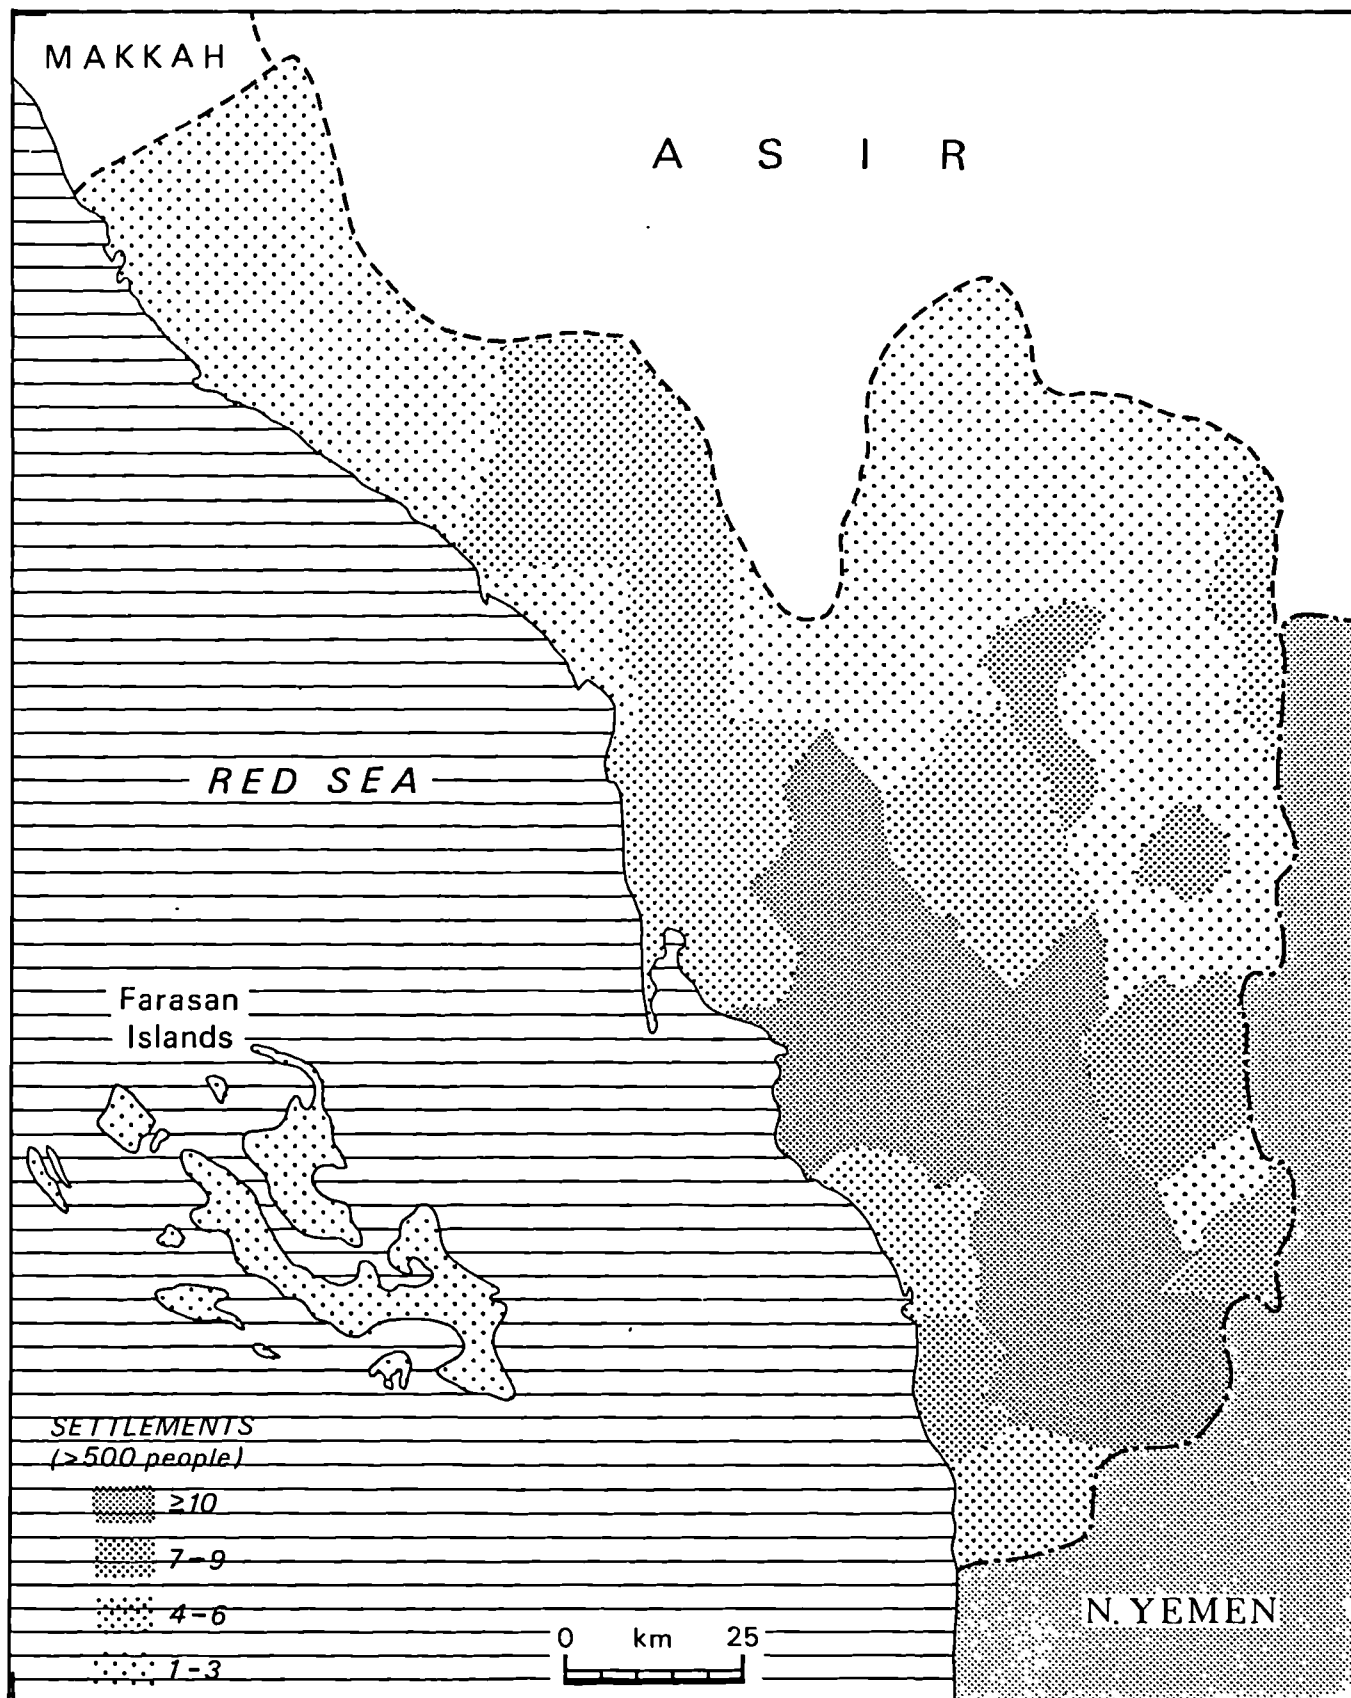 MAKKAH
ASIR
RED SEA
Farasan
Islands
SETTLEMENTS
(>500 people)
≥10
7-9
4-6
1-3
0 km 25
N. YEMEN